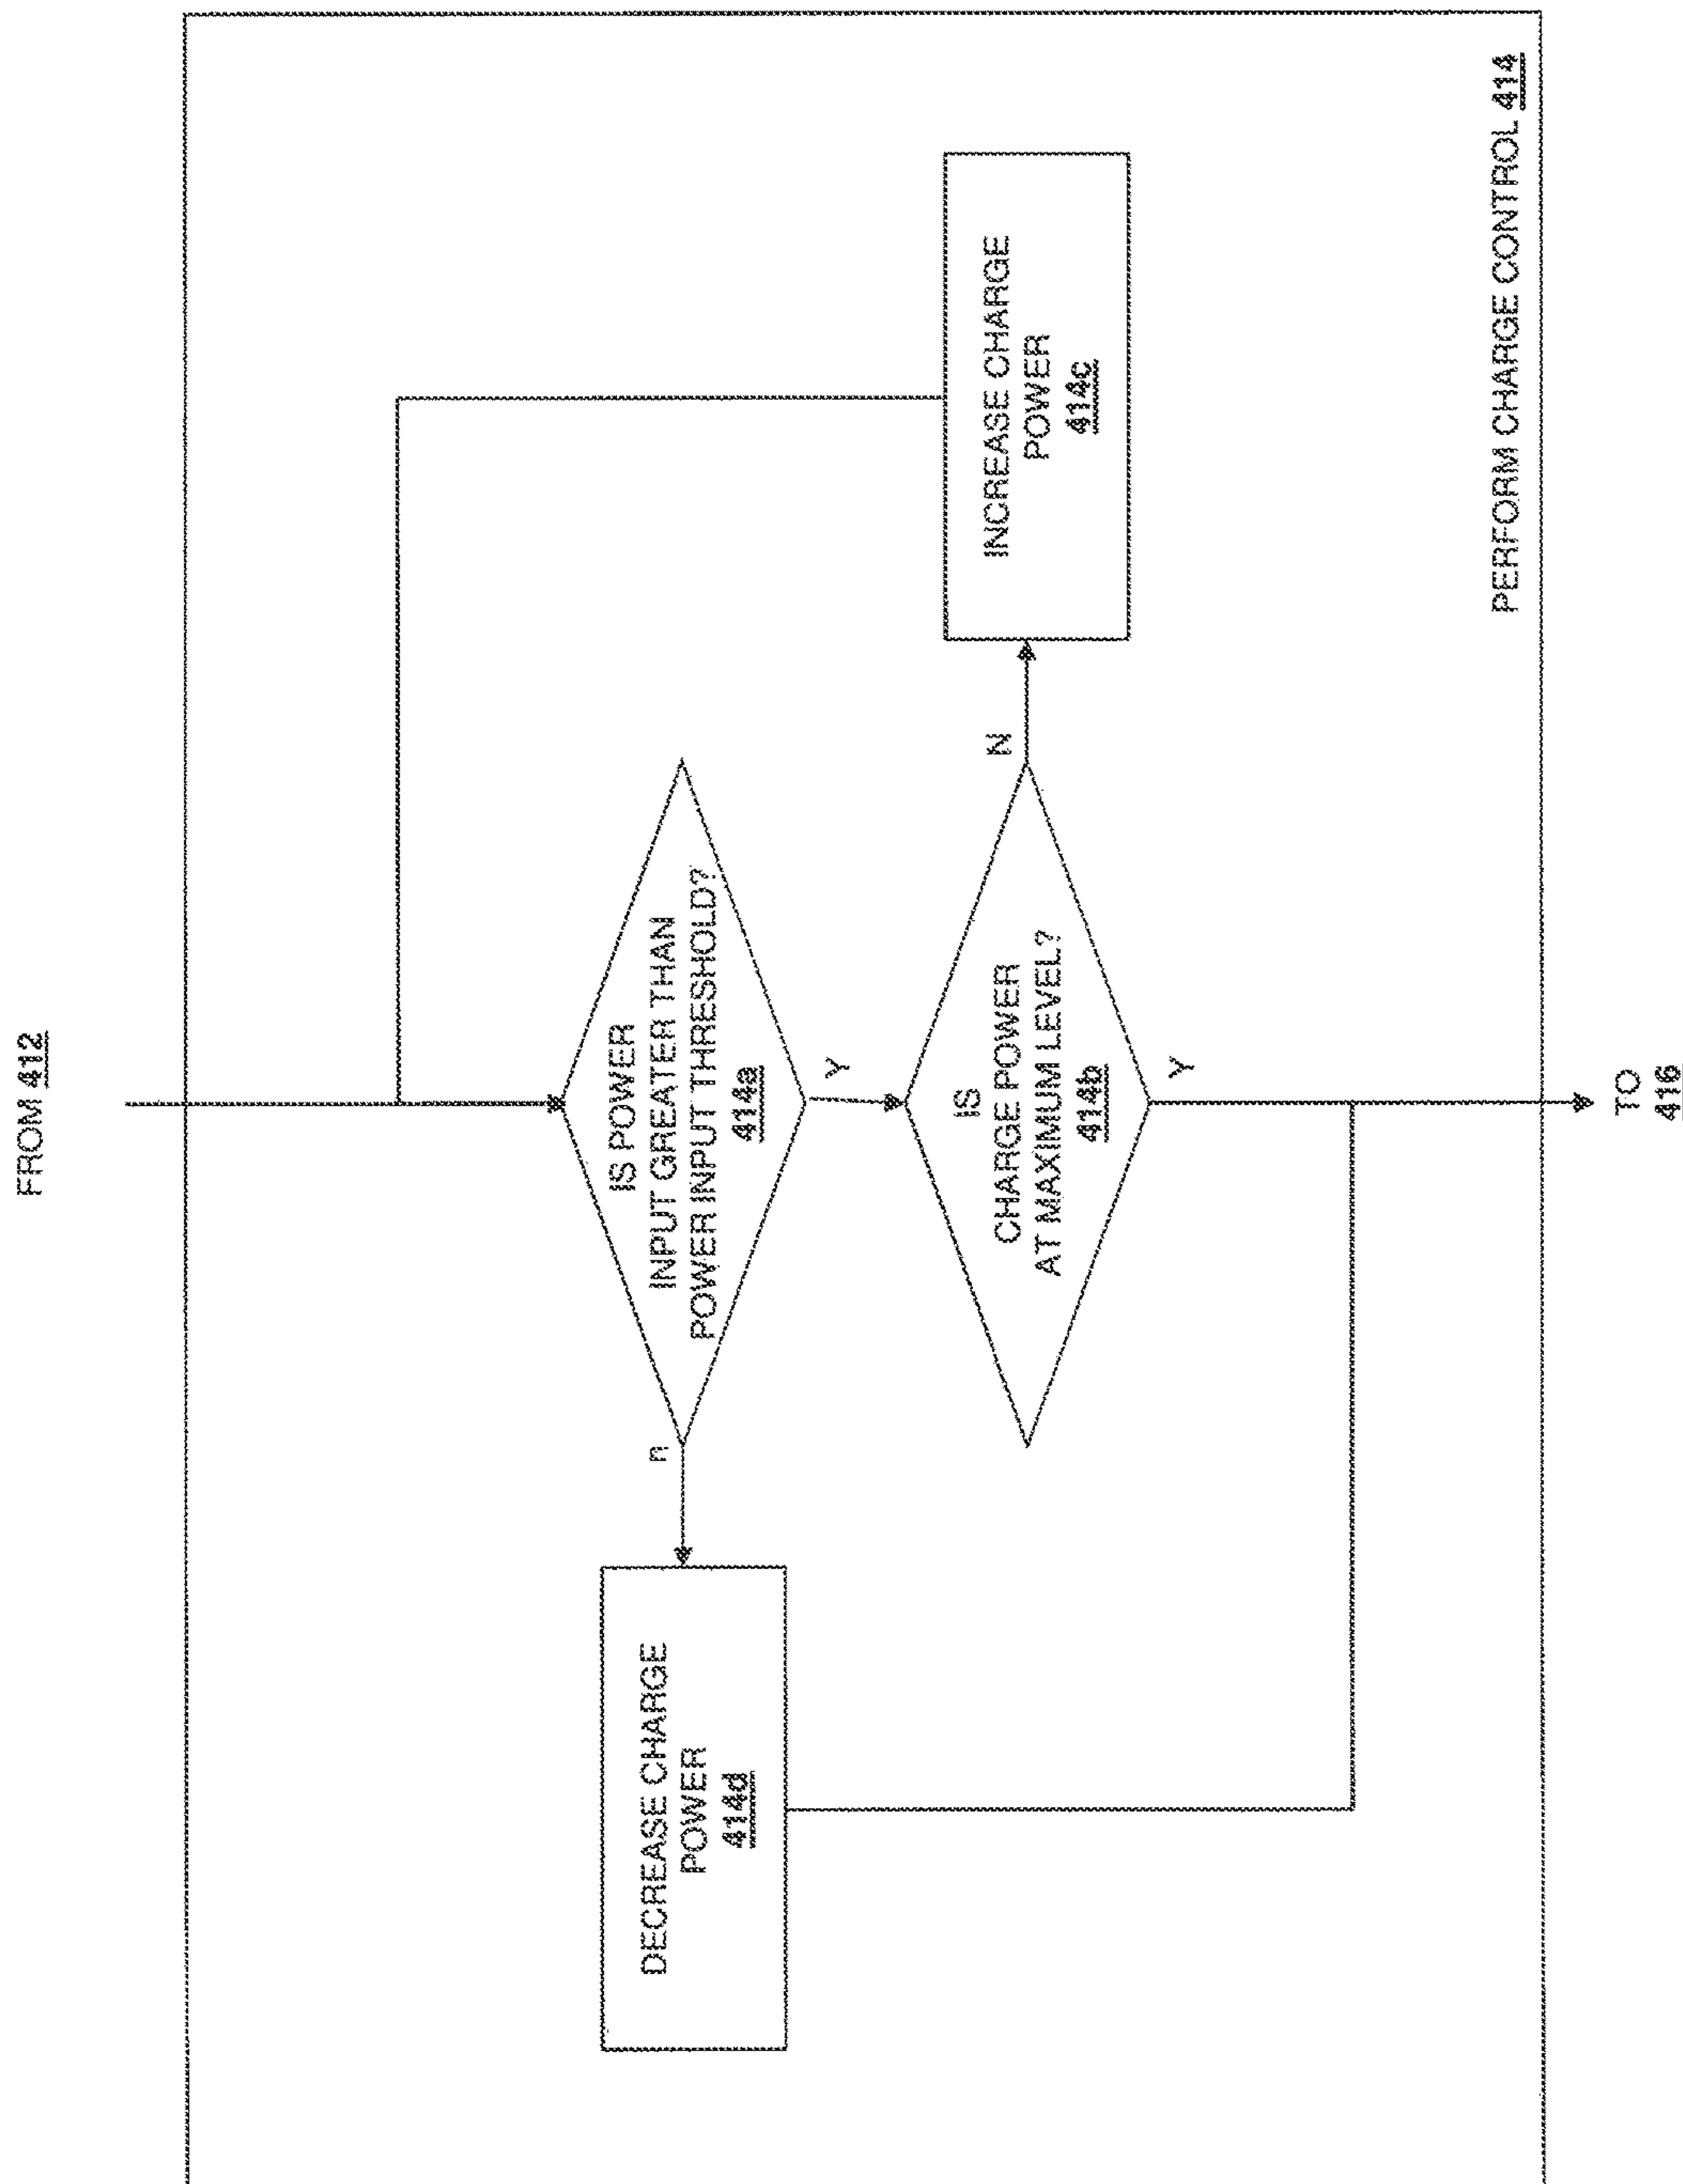 FROM 412
IS POWER
INPUT GREATER THAN
POWER INPUT THRESHOLD?
414a
n
DECREASE CHARGE
POWER
414d
Y
IS
CHARGE POWER
AT MAXIMUM LEVEL?
414b
N
INCREASE CHARGE
POWER
414c
Y
PERFORM CHARGE CONTROL 414
TO
416